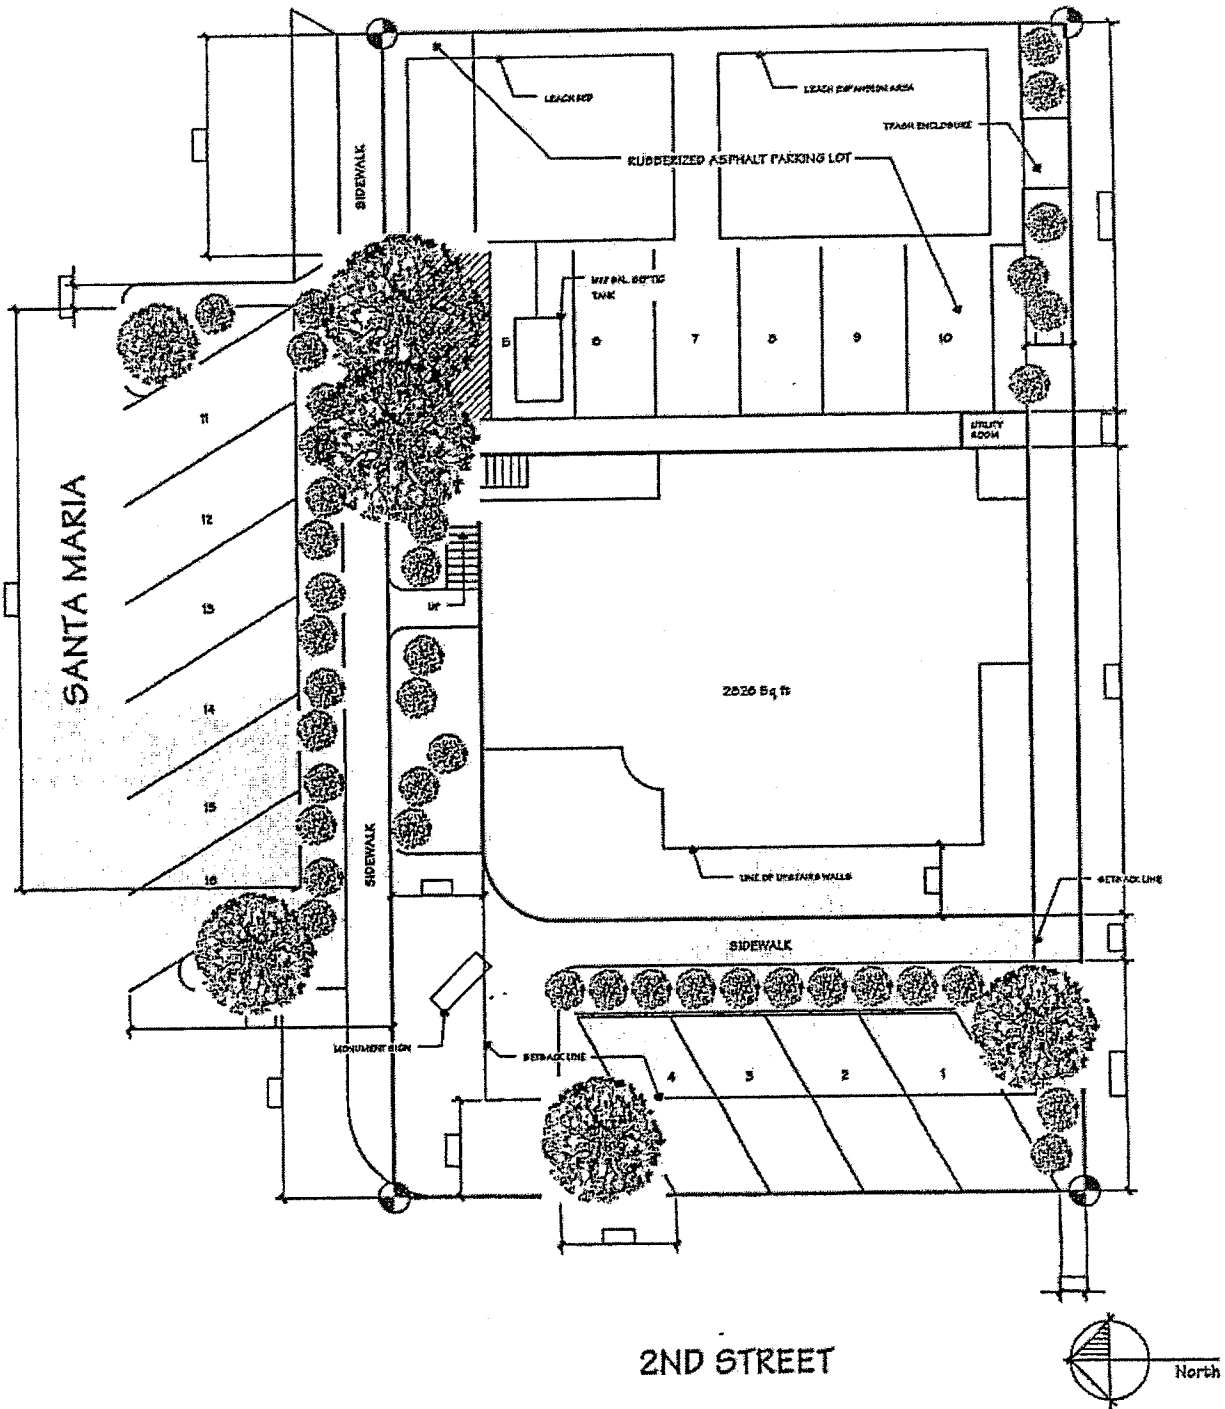 LEACH BED
LEACH EXPANSION AREA
TRASH ENCLOSURE
RUBBERIZED ASPHALT PARKING LOT
SIDEWALK
SEPTIC
TANK
5
6
7
8
9
10
11
UTILITY
ROOM
SANTA MARIA
12
13
UP
14
2826 Sq ft
15
SIDEWALK
16
LINE OF UPSTAIRS WALLS
SETBACK LINE
SIDEWALK
MONUMENT SIGN
SETBACK LINE
4
3
2
1
2ND STREET
North